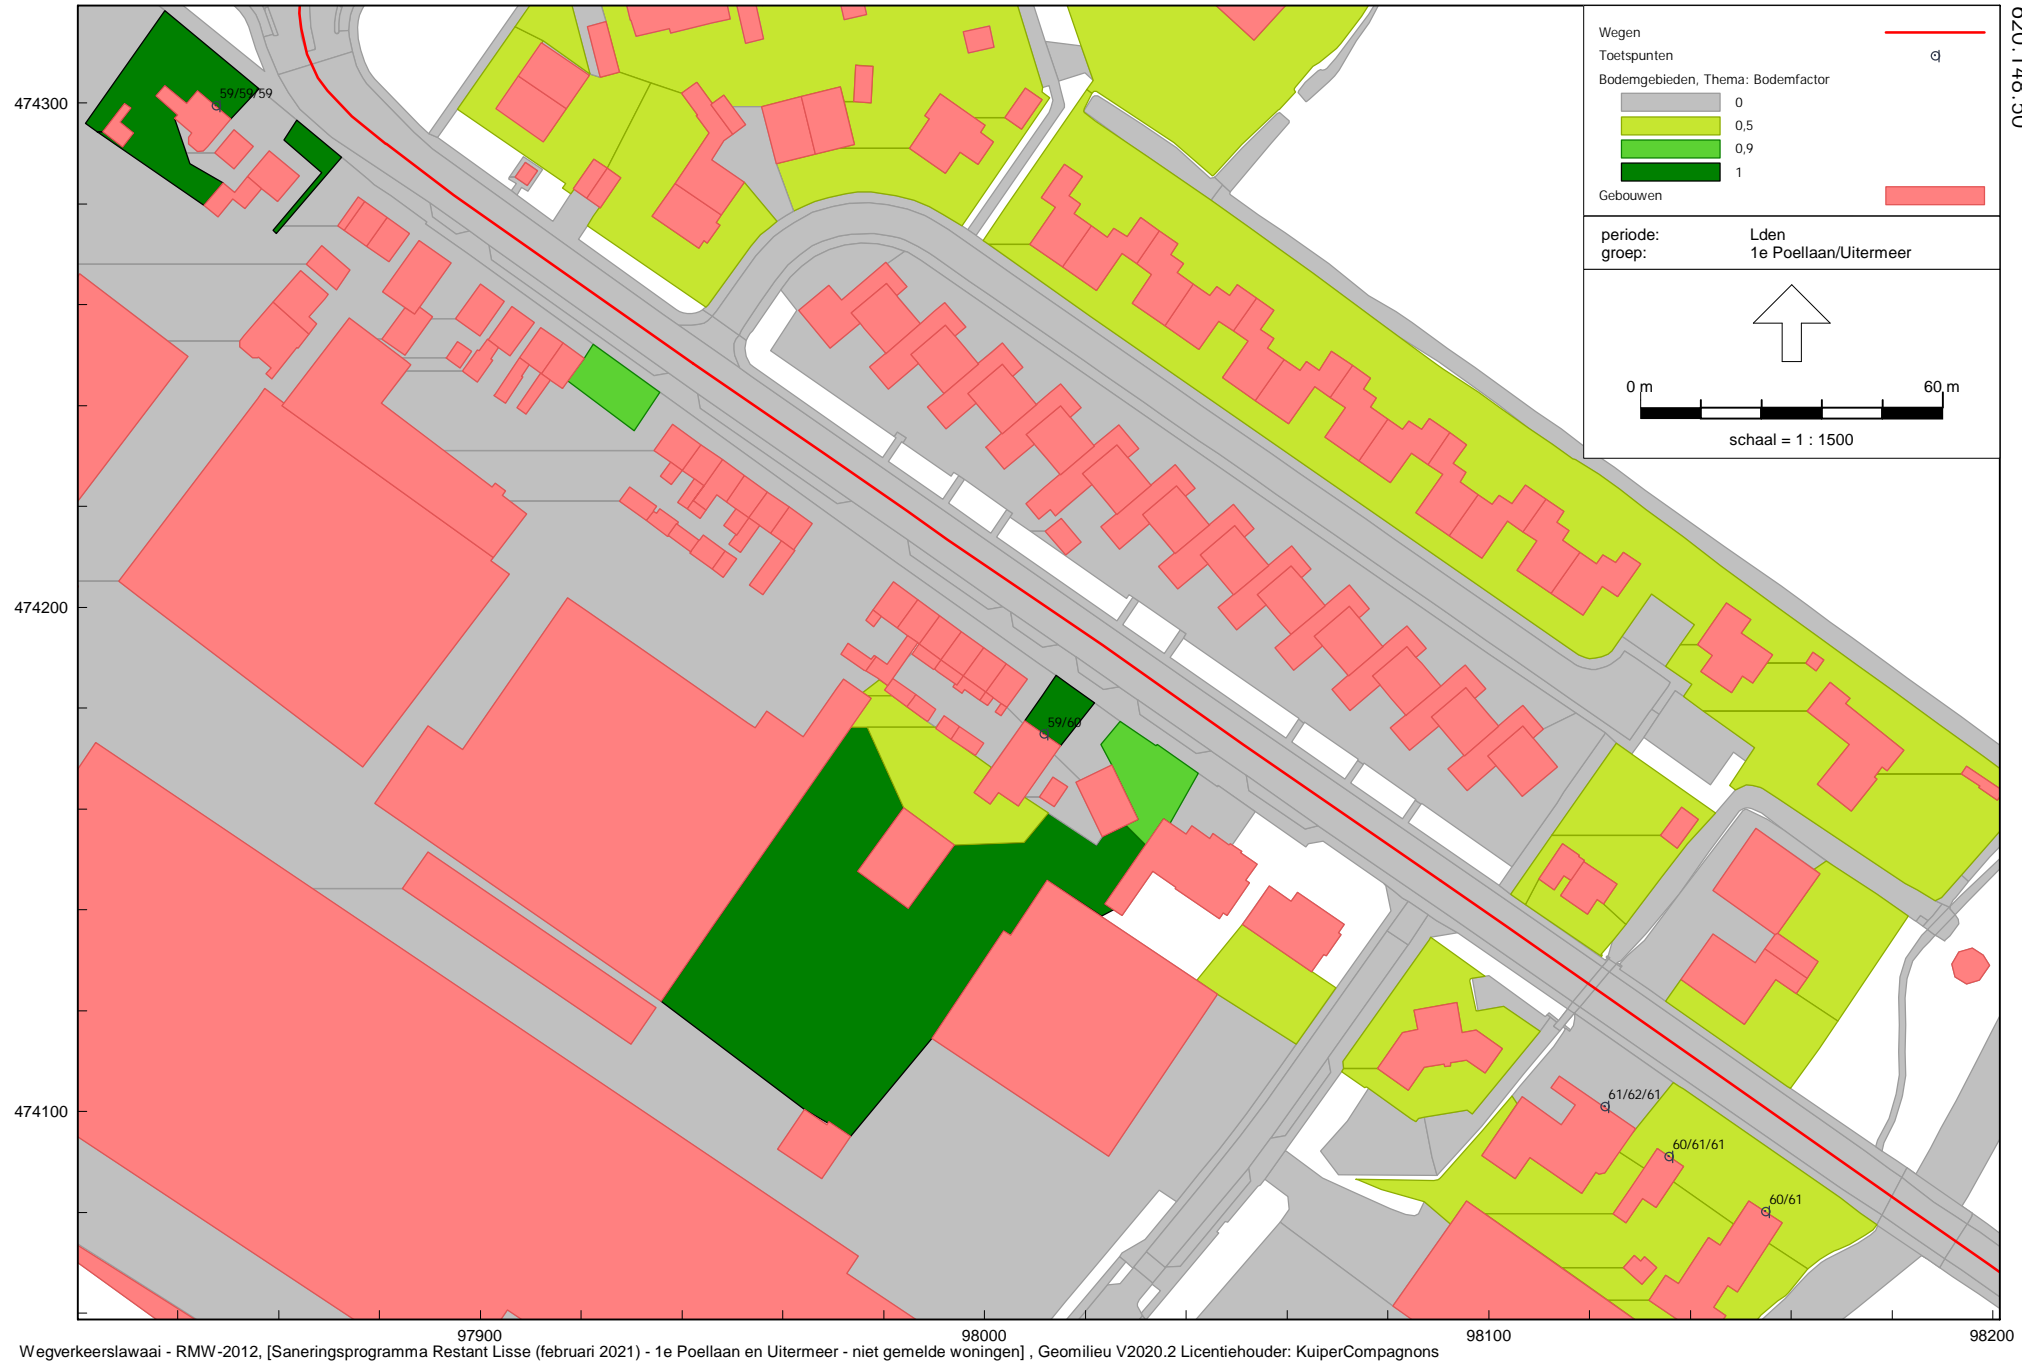 Wegen
Toetspunten
Bodemgebieden, Thema: Bodemfactor
0
0,5
0,9
1
Gebouwen
periode: Lden
groep: 1e Poellaan/Uitermeer
0 m 60 m
schaal = 1 : 1500
59/59/59
474300
474200
59/60
474100
61/62/61
60/61/61
60/61
97900 98000 98100 98200
Wegverkeerslawaai - RMW-2012, [Saneringsprogramma Restant Lisse (februari 2021) - 1e Poellaan en Uitermeer - niet gemelde woningen] , Geomilieu V2020.2 Licentiehouder: KuiperCompagnons